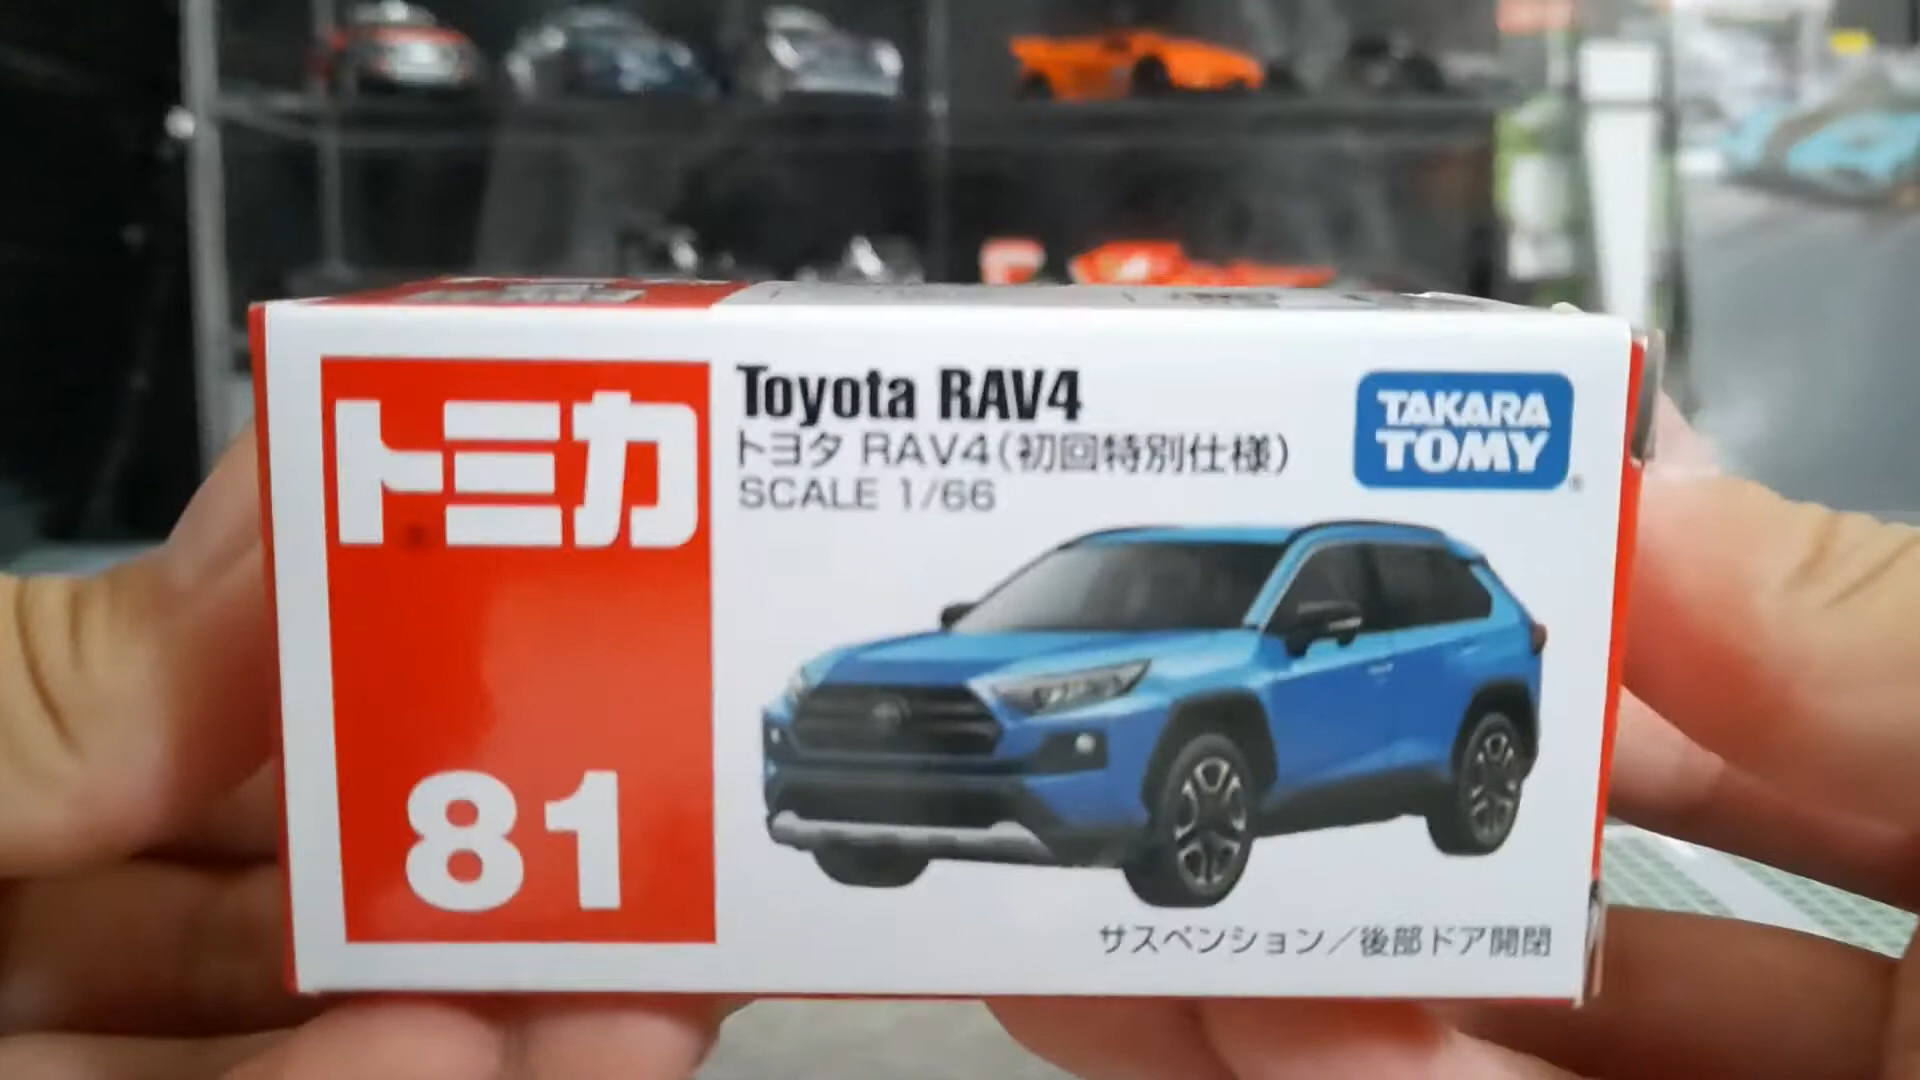 トミカ
81
Toyota RAV4
トヨタ RAV4(初回特別仕様)
SCALE 1/66
TAKARA
TOMY
®
サスペンション/後部ドア開閉